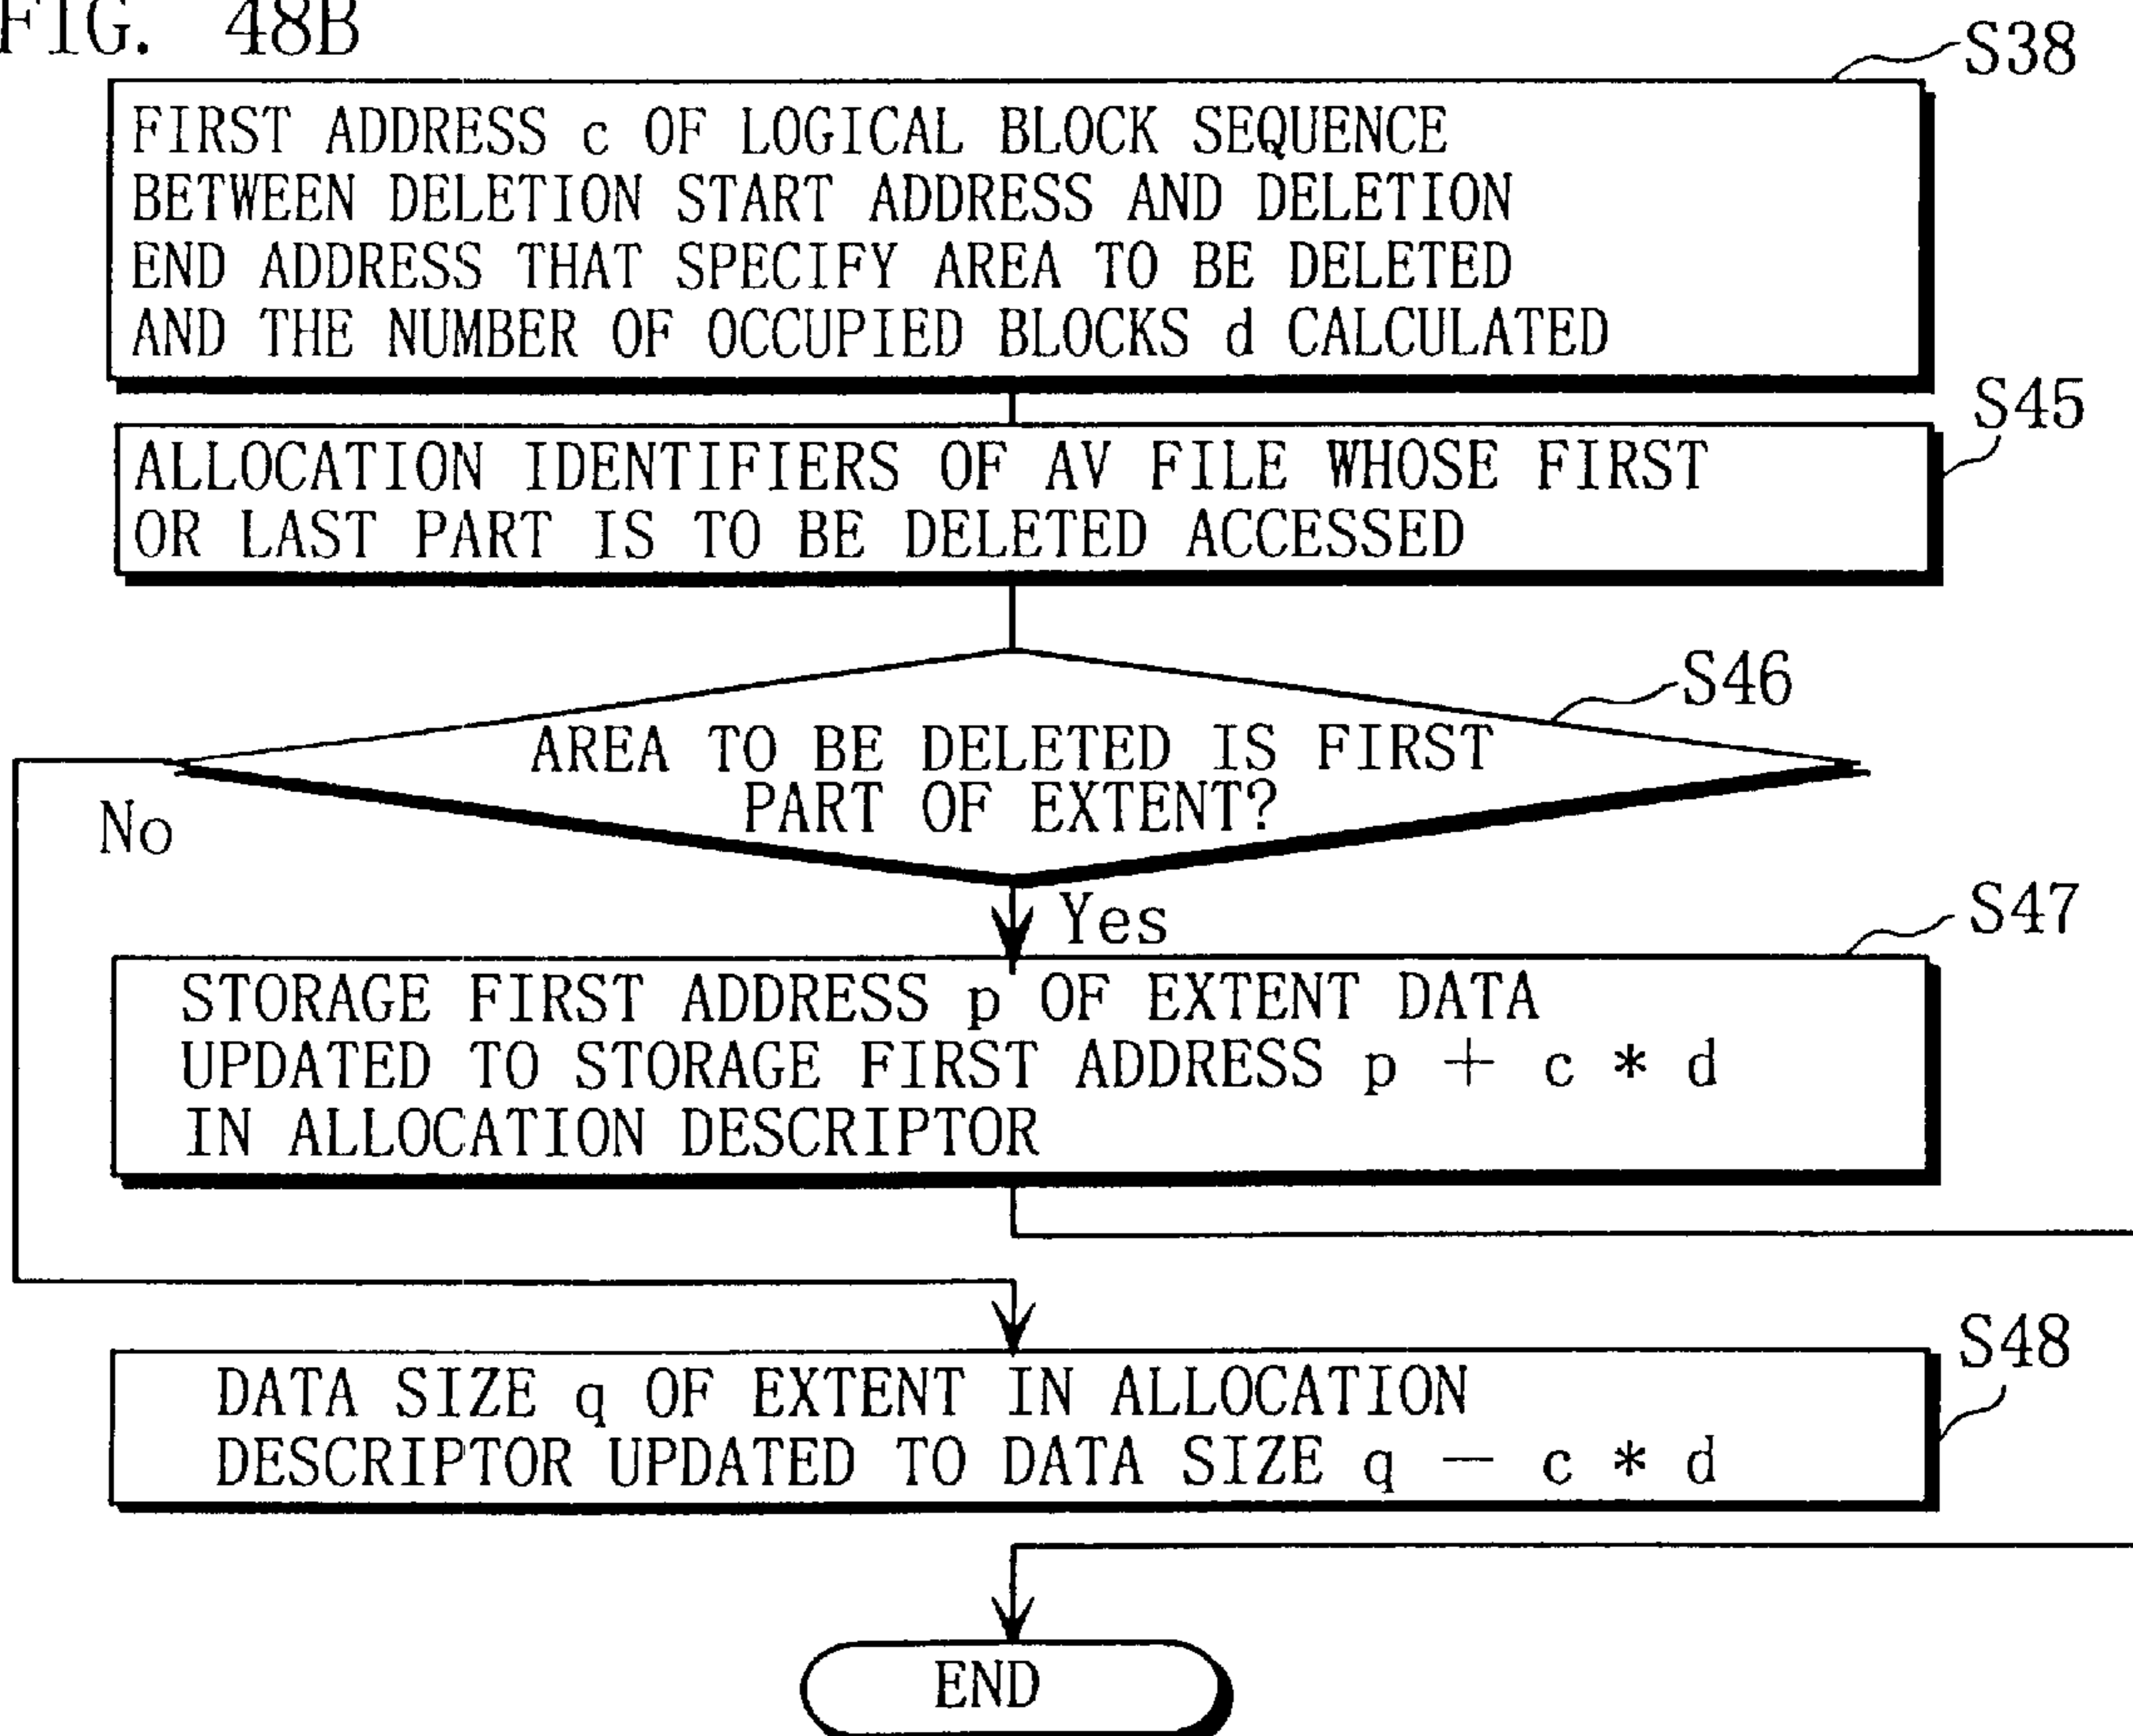 FIG. 48B
S38
FIRST ADDRESS c OF LOGICAL BLOCK SEQUENCE
BETWEEN DELETION START ADDRESS AND DELETION
END ADDRESS THAT SPECIFY AREA TO BE DELETED
AND THE NUMBER OF OCCUPIED BLOCKS d CALCULATED
S45
ALLOCATION IDENTIFIERS OF AV FILE WHOSE FIRST
OR LAST PART IS TO BE DELETED ACCESSED
S46
AREA TO BE DELETED IS FIRST
PART OF EXTENT?
No
Yes
S47
STORAGE FIRST ADDRESS p OF EXTENT DATA
UPDATED TO STORAGE FIRST ADDRESS p + c * d
IN ALLOCATION DESCRIPTOR
S48
DATA SIZE q OF EXTENT IN ALLOCATION
DESCRIPTOR UPDATED TO DATA SIZE q - c * d
END